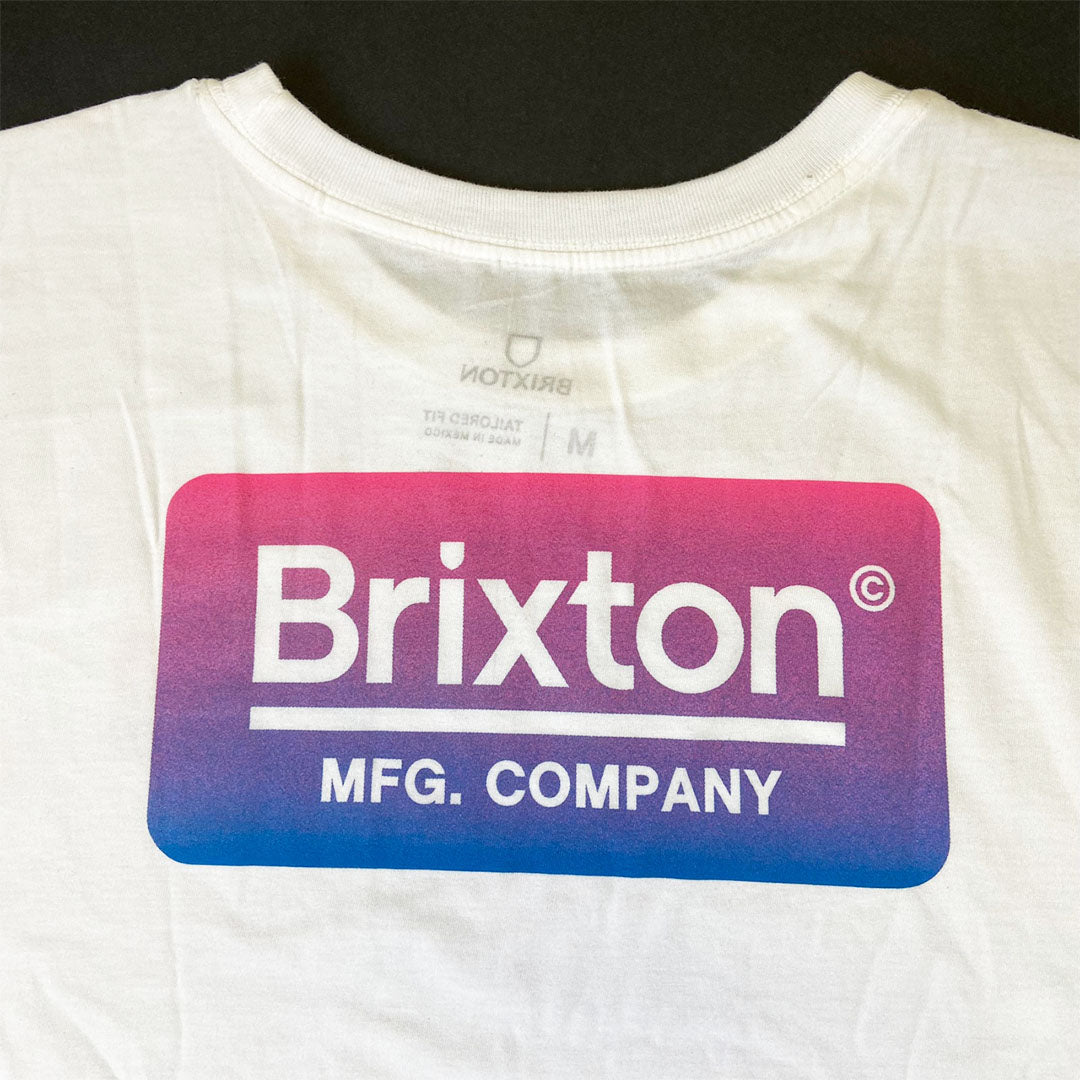 BRIXTON
M | TAILORED FIT
MADE IN MEXICO
Brixton©
MFG. COMPANY